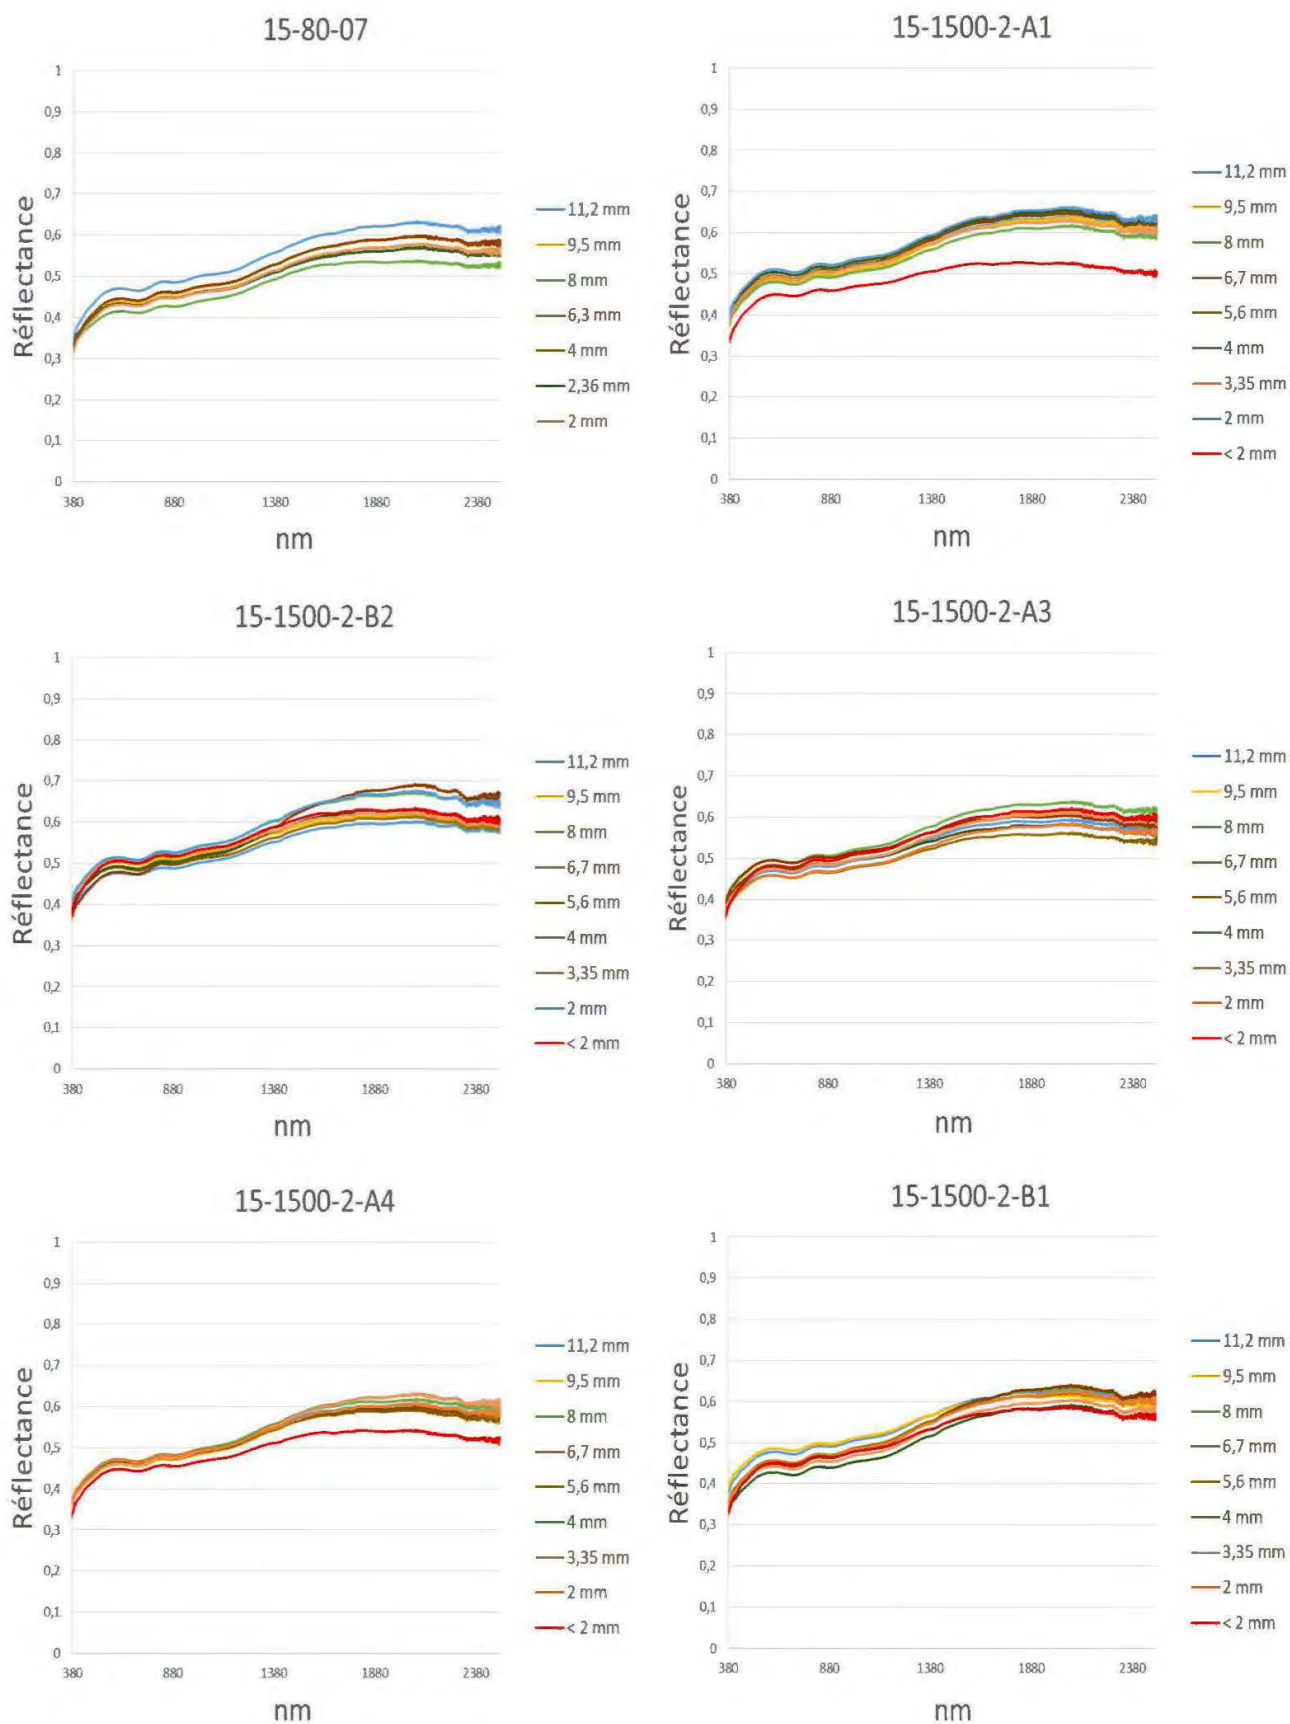 15-80-07
Réflectance
1
0,9
0,8
0,7
0,6
0,5
0,4
0,3
0,2
0,1
0
380
880
1380
1880
2380
nm
11,2 mm
9,5 mm
8 mm
6,3 mm
4 mm
2,36 mm
2 mm
15-1500-2-A1
Réflectance
1
0,9
0,8
0,7
0,6
0,5
0,4
0,3
0,2
0,1
0
380
880
1380
1880
2380
nm
11,2 mm
9,5 mm
8 mm
6,7 mm
5,6 mm
4 mm
3,35 mm
2 mm
< 2 mm
15-1500-2-B2
Réflectance
1
0,9
0,8
0,7
0,6
0,5
0,4
0,3
0,2
0,1
0
380
880
1380
1880
2380
nm
11,2 mm
9,5 mm
8 mm
6,7 mm
5,6 mm
4 mm
3,35 mm
2 mm
< 2 mm
15-1500-2-A3
Réflectance
1
0,9
0,8
0,7
0,6
0,5
0,4
0,3
0,2
0,1
0
380
880
1380
1880
2380
nm
11,2 mm
9,5 mm
8 mm
6,7 mm
5,6 mm
4 mm
3,35 mm
2 mm
< 2 mm
15-1500-2-A4
Réflectance
1
0,9
0,8
0,7
0,6
0,5
0,4
0,3
0,2
0,1
0
380
880
1380
1880
2380
nm
11,2 mm
9,5 mm
8 mm
6,7 mm
5,6 mm
4 mm
3,35 mm
2 mm
< 2 mm
15-1500-2-B1
Réflectance
1
0,9
0,8
0,7
0,6
0,5
0,4
0,3
0,2
0,1
0
380
880
1380
1880
2380
nm
11,2 mm
9,5 mm
8 mm
6,7 mm
5,6 mm
4 mm
3,35 mm
2 mm
< 2 mm